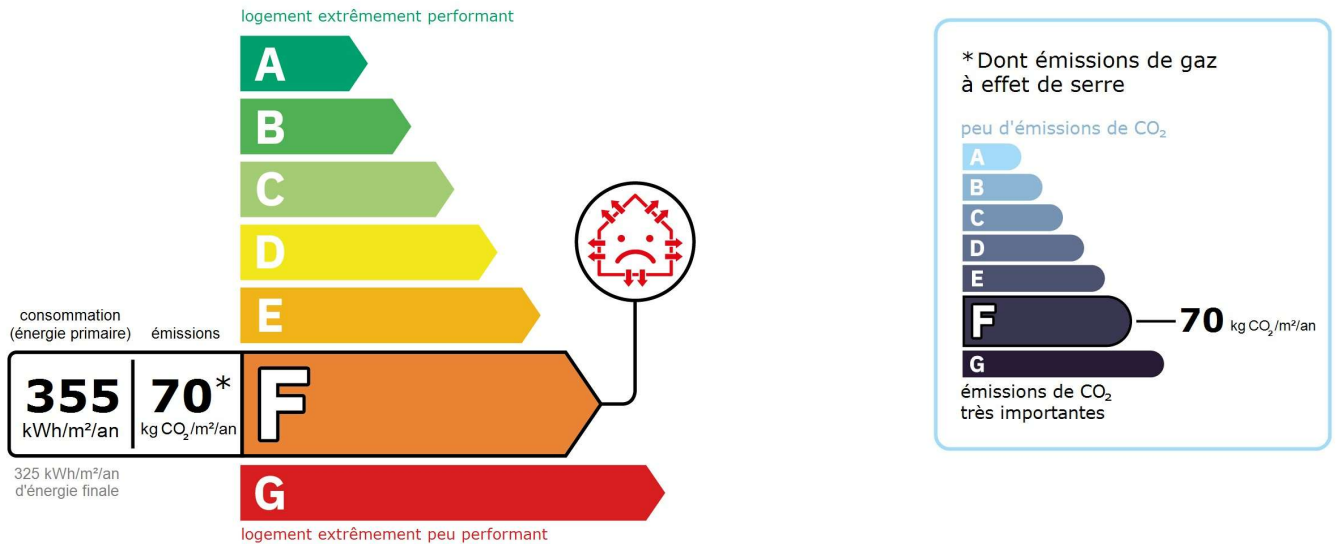 logement extrêmement performant
A
B
C
D
E
consommation
(énergie primaire)
émissions
355
kWh/m²/an
70*
kg CO₂/m²/an
F
325 kWh/m²/an
d'énergie finale
G
logement extrêmement peu performant
*Dont émissions de gaz
à effet de serre
peu d'émissions de CO₂
A
B
C
D
E
F
70 kg CO₂/m²/an
G
émissions de CO₂
très importantes